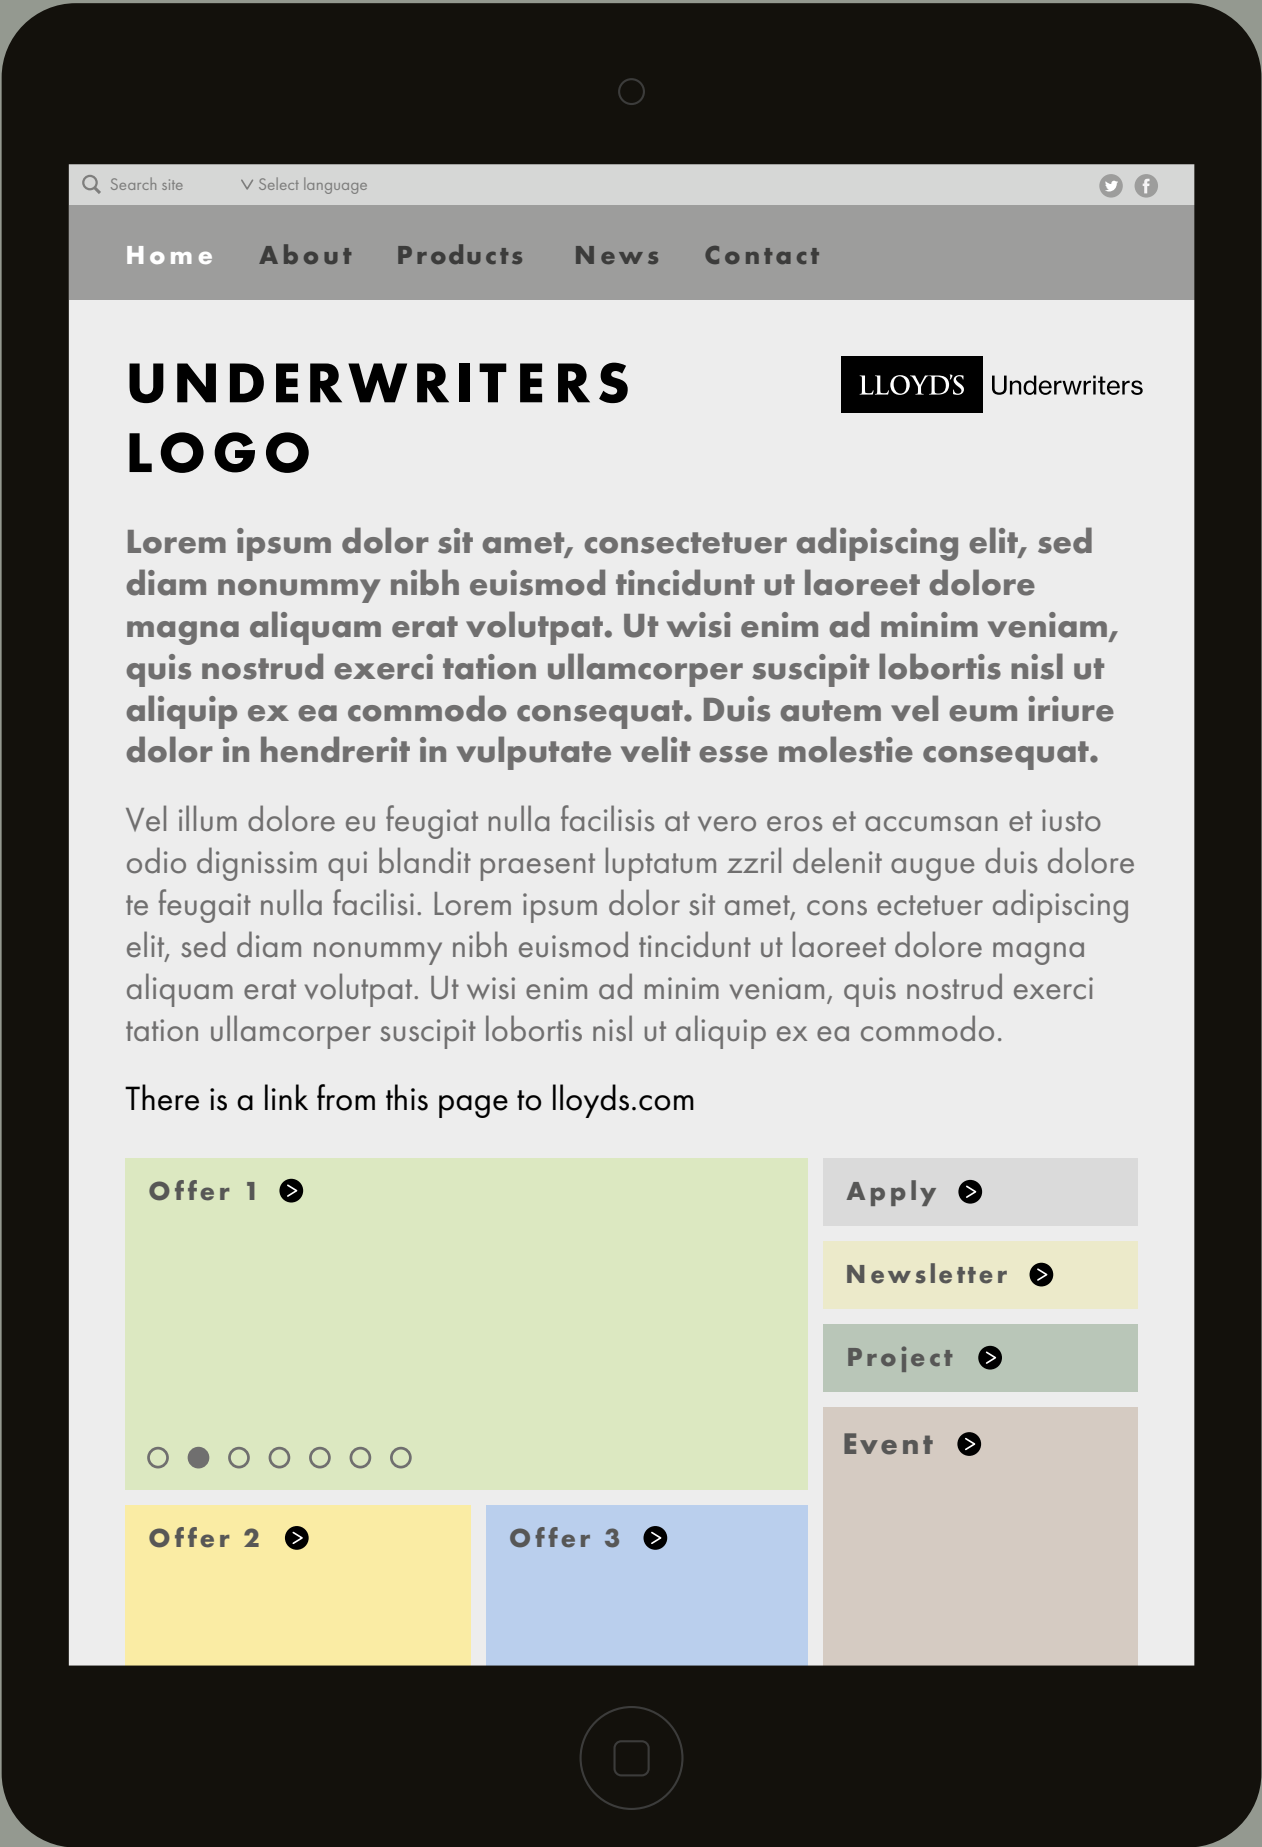 Search site
Select language
Home About Products News Contact
UNDERWRITERS
LOGO
LLOYD'S Underwriters
Lorem ipsum dolor sit amet, consectetuer adipiscing elit, sed
diam nonummy nibh euismod tincidunt ut laoreet dolore
magna aliquam erat volutpat. Ut wisi enim ad minim veniam,
quis nostrud exerci tation ullamcorper suscipit lobortis nisl ut
aliquip ex ea commodo consequat. Duis autem vel eum iriure
dolor in hendrerit in vulputate velit esse molestie consequat.
Vel illum dolore eu feugiat nulla facilisis at vero eros et accumsan et iusto
odio dignissim qui blandit praesent luptatum zzril delenit augue duis dolore
te feugait nulla facilisi. Lorem ipsum dolor sit amet, cons ectetuer adipiscing
elit, sed diam nonummy nibh euismod tincidunt ut laoreet dolore magna
aliquam erat volutpat. Ut wisi enim ad minim veniam, quis nostrud exerci
tation ullamcorper suscipit lobortis nisl ut aliquip ex ea commodo.
There is a link from this page to lloyds.com
Offer 1
Apply
Newsletter
Project
Event
Offer 2
Offer 3